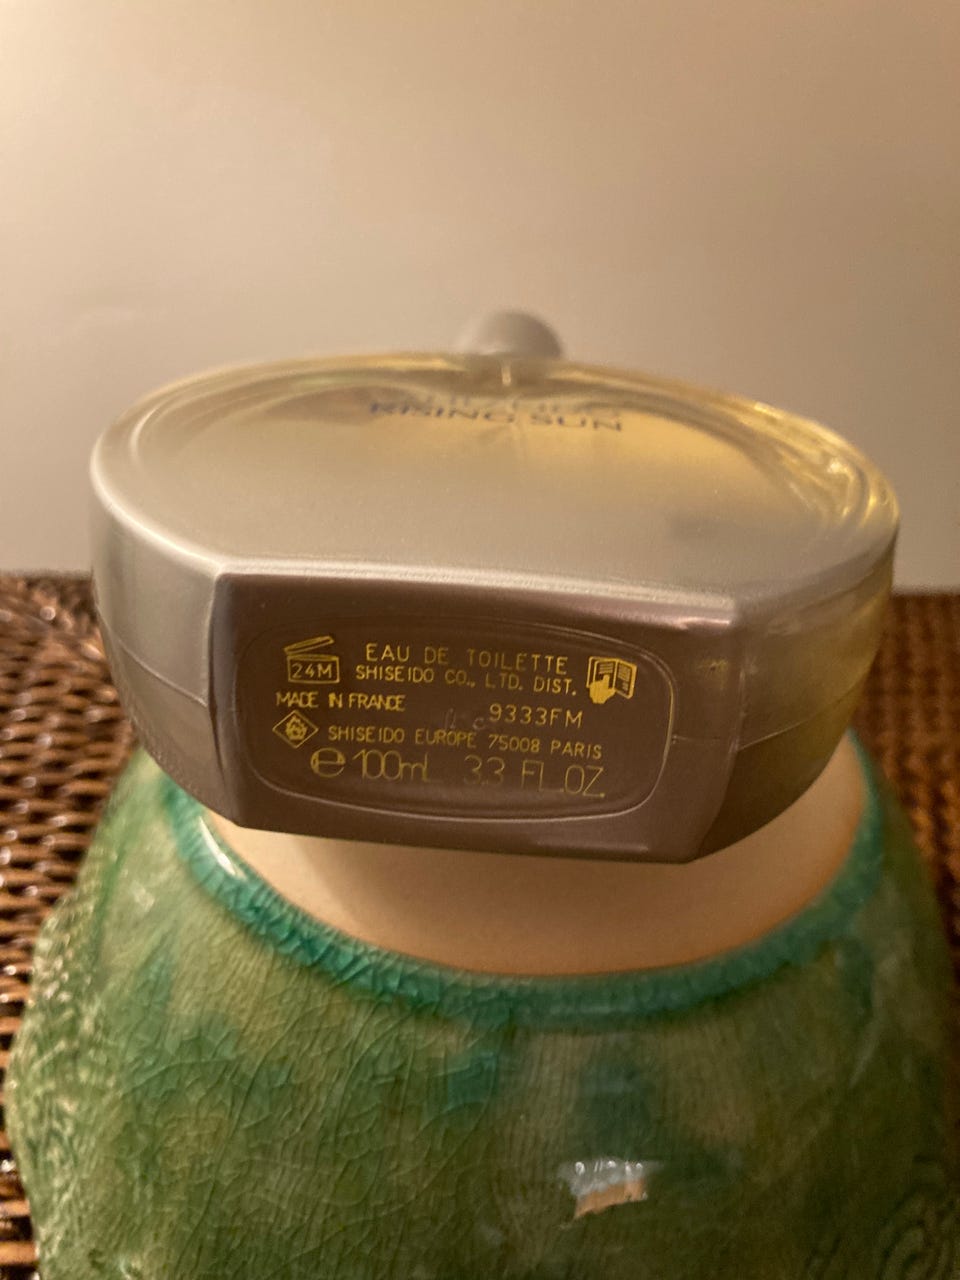 RISING SUN
24M
EAU DE TOILETTE
SHISEIDO CO., LTD. DIST.
MADE IN FRANCE
9333FM
SHISEIDO EUROPE 75008 PARIS
e 100ml 3.3 FL.OZ.